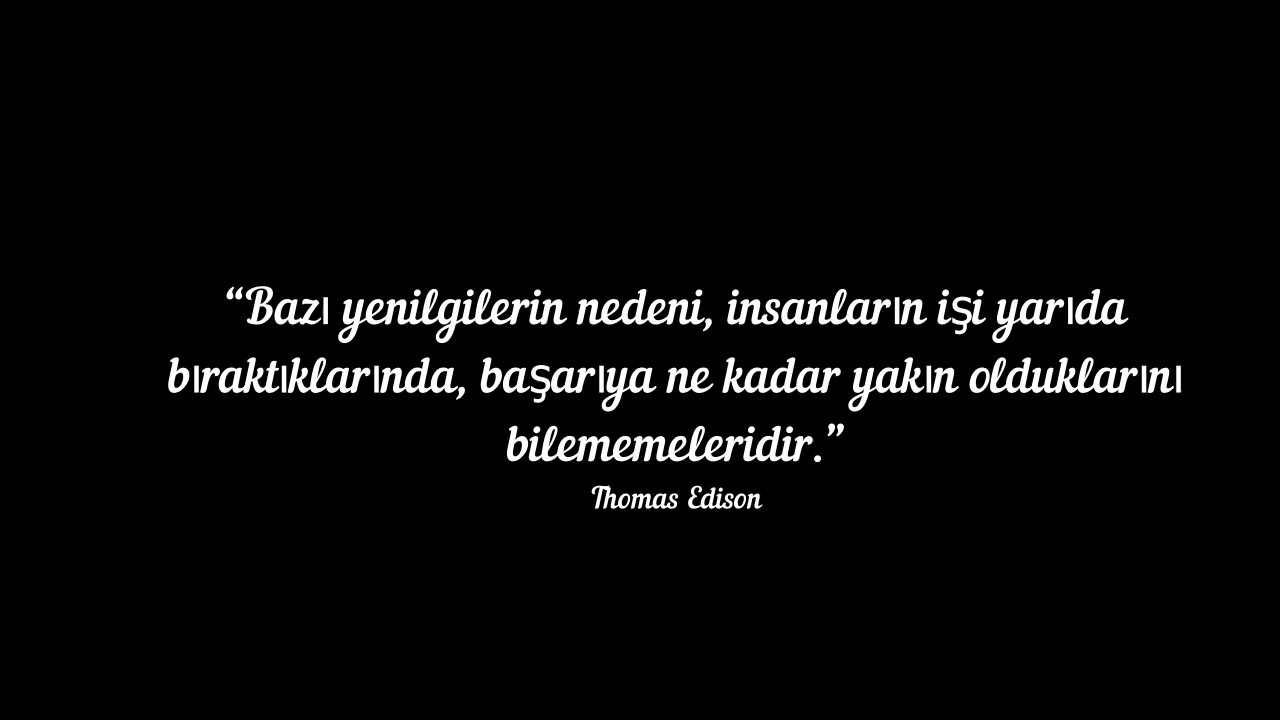 “Bazı yenilgilerin nedeni, insanların işi yarıda
bıraktıklarında, başarıya ne kadar yakın olduklarını
bilememeleridir.”
Thomas Edison